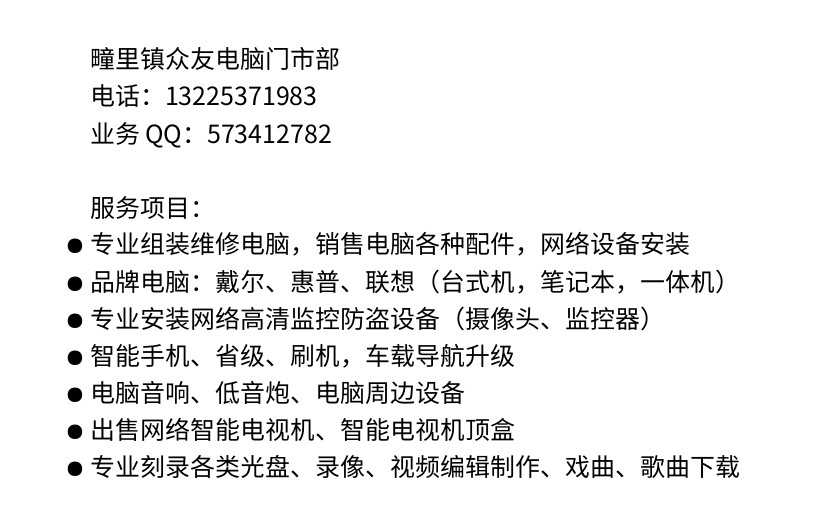 疃里镇众友电脑门市部
电话：13225371983
业务 QQ：573412782
服务项目：
● 专业组装维修电脑，销售电脑各种配件，网络设备安装
● 品牌电脑：戴尔、惠普、联想（台式机，笔记本，一体机）
● 专业安装网络高清监控防盗设备（摄像头、监控器）
● 智能手机、省级、刷机，车载导航升级
● 电脑音响、低音炮、电脑周边设备
● 出售网络智能电视机、智能电视机顶盒
● 专业刻录各类光盘、录像、视频编辑制作、戏曲、歌曲下载